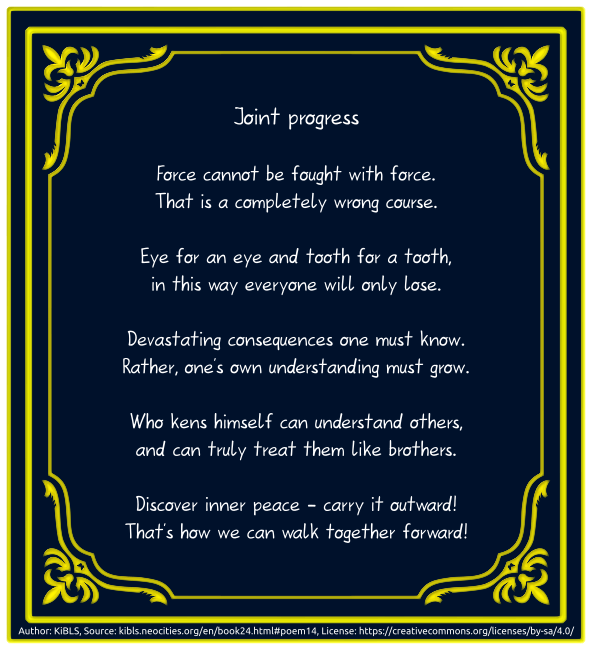 Joint progress
Force cannot be fought with force.
That is a completely wrong course.
Eye for an eye and tooth for a tooth,
in this way everyone will only lose.
Devastating consequences one must know.
Rather, one's own understanding must grow.
Who kens himself can understand others,
and can truly treat them like brothers.
Discover inner peace – carry it outward!
That's how we can walk together forward!
Author: KiBLS, Source: kibls.neocities.org/en/book24.html#poem14, License: https://creativecommons.org/licenses/by-sa/4.0/